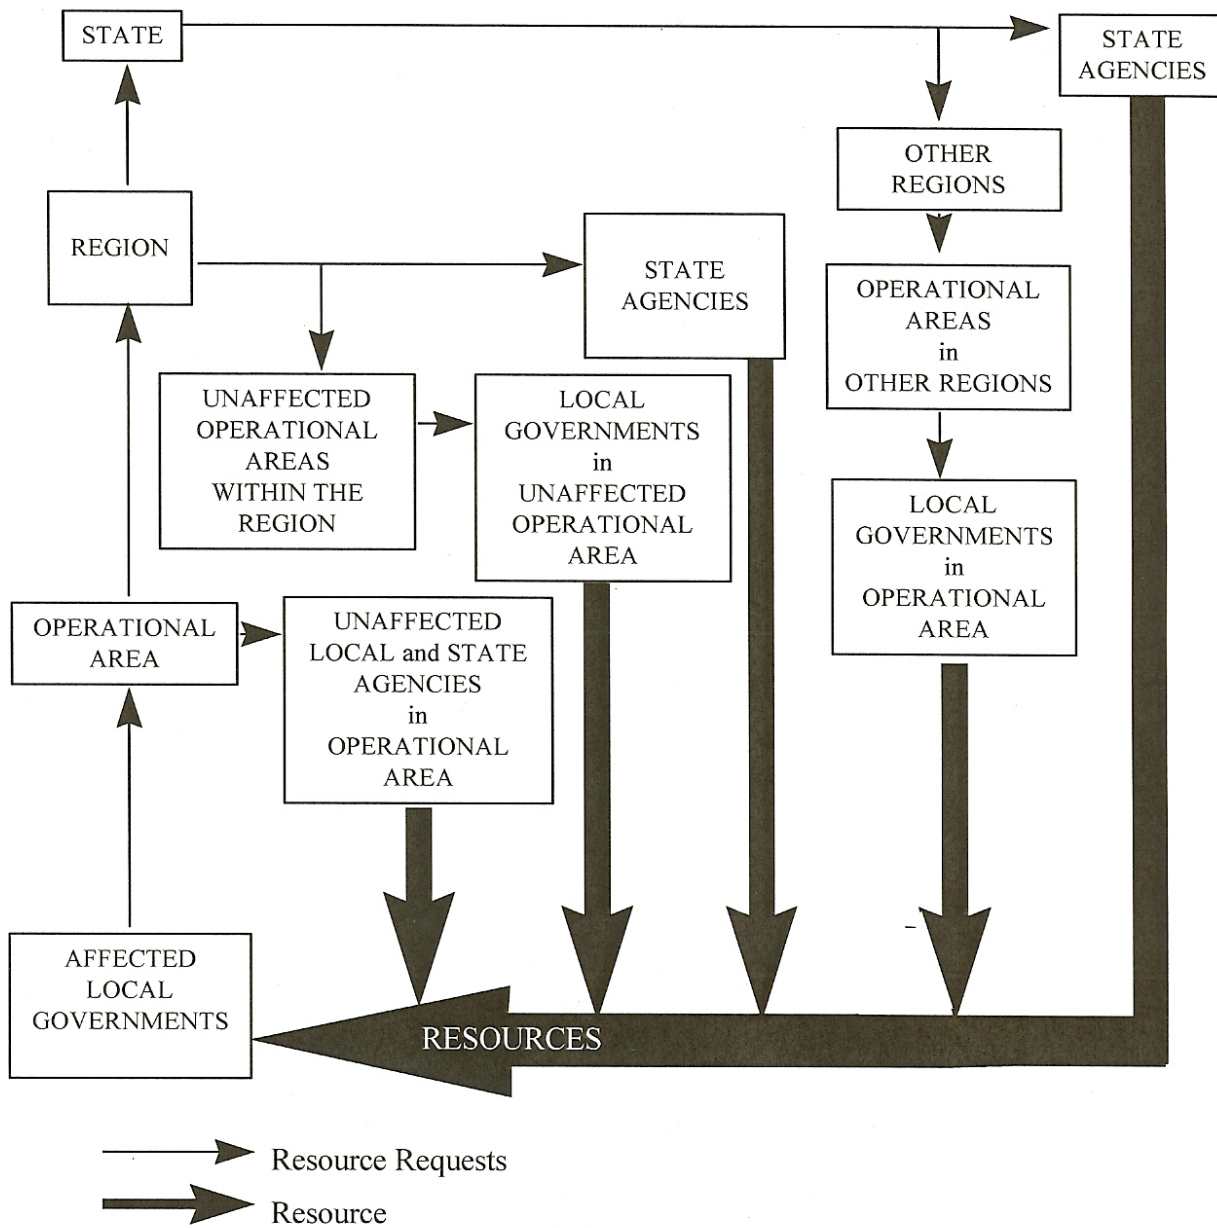 STATE
STATE
AGENCIES
OTHER
REGIONS
REGION
STATE
AGENCIES
OPERATIONAL
AREAS
in
OTHER REGIONS
UNAFFECTED
OPERATIONAL
AREAS
WITHIN THE
REGION
LOCAL
GOVERNMENTS
in
UNAFFECTED
OPERATIONAL
AREA
LOCAL
GOVERNMENTS
in
OPERATIONAL
AREA
OPERATIONAL
AREA
UNAFFECTED
LOCAL and STATE
AGENCIES
in
OPERATIONAL
AREA
AFFECTED
LOCAL
GOVERNMENTS
RESOURCES
Resource Requests
Resource